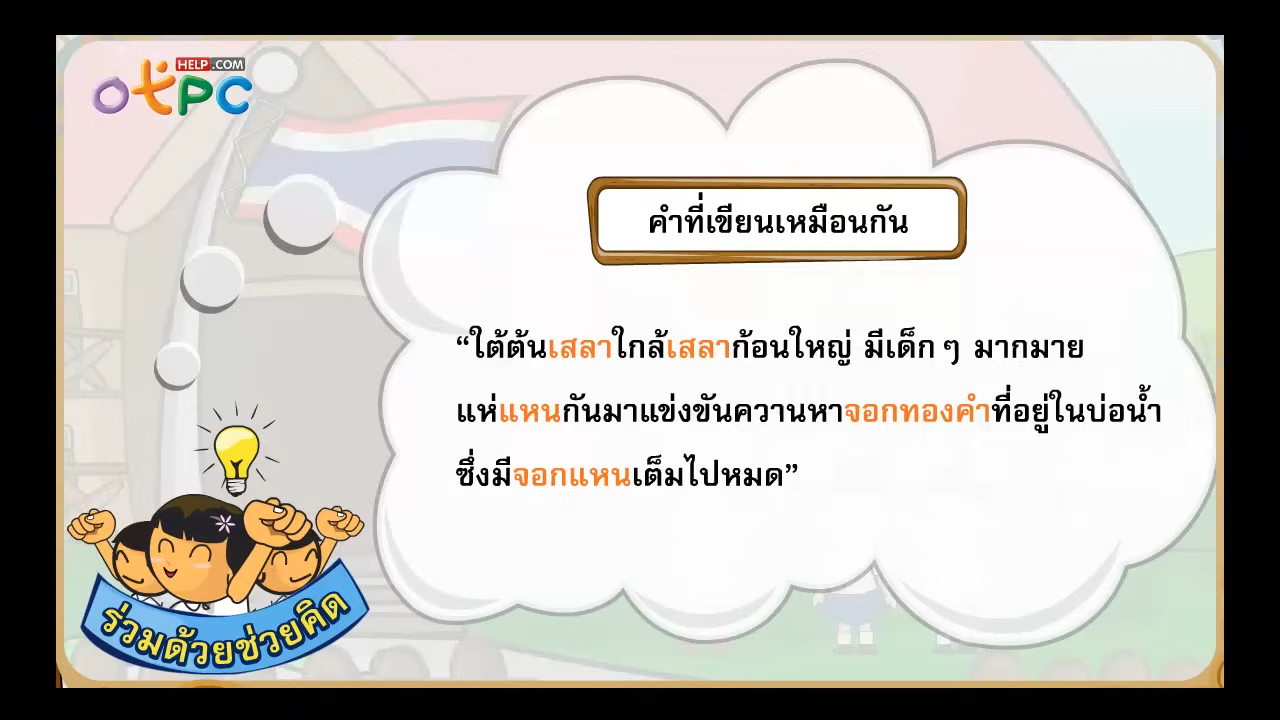 HELP.COM
otpc
คำที่เขียนเหมือนกัน
“ใต้ต้นเสลาใกล้เสลาก้อนใหญ่ มีเด็ก ๆ มากมาย
แห่แหนกันมาแข่งขันควานหาจอกทองคำที่อยู่ในบ่อน้ำ
ซึ่งมีจอกแหนเต็มไปหมด”
ร่วมด้วยช่วยคิด